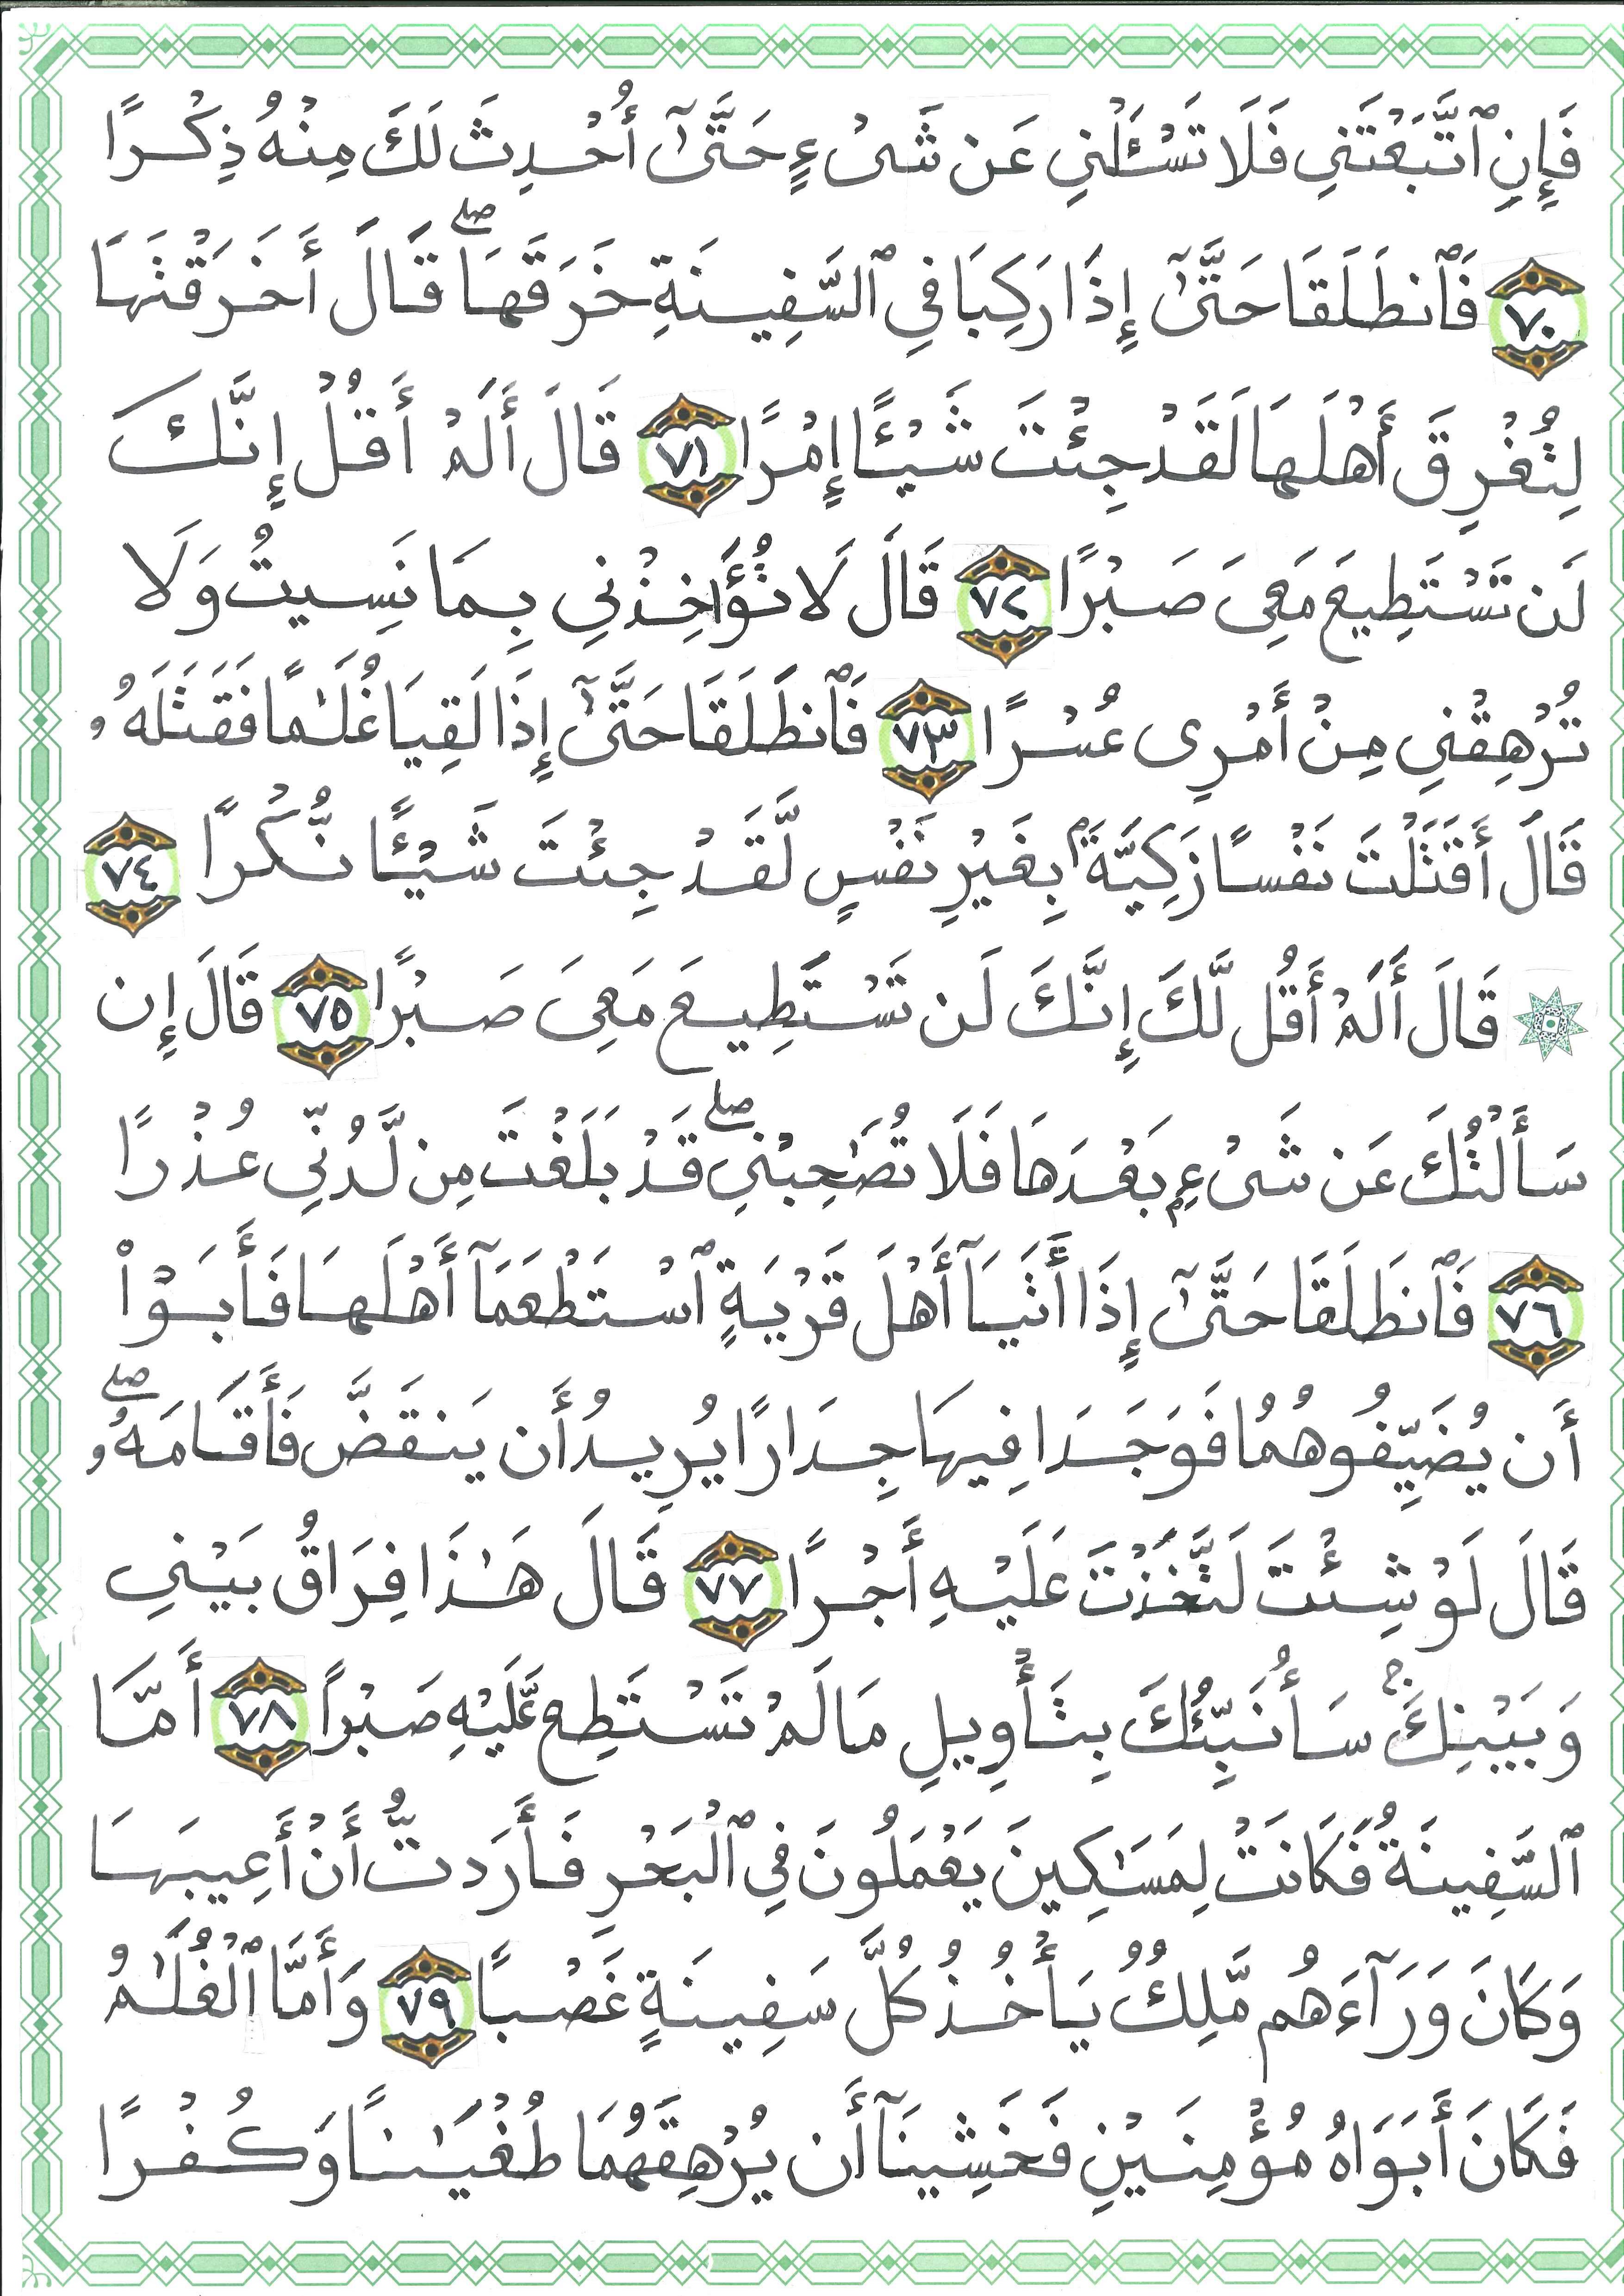 فَإِنِ ٱتَّبَعْتَنِي فَلَا تَسْـَٔلْنِي عَن شَىْءٍ حَتَّىٰٓ أُحْدِثَ لَكَ مِنْهُ ذِكْرًا
٧٠ فَٱنطَلَقَا حَتَّىٰٓ إِذَا رَكِبَا فِي ٱلسَّفِينَةِ خَرَقَهَاۖ قَالَ أَخَرَقْتَهَا
لِتُغْرِقَ أَهْلَهَا لَقَدْ جِئْتَ شَيْـًٔا إِمْرًا ٧١ قَالَ أَلَمْ أَقُلْ إِنَّكَ
لَن تَسْتَطِيعَ مَعِىَ صَبْرًا ٧٢ قَالَ لَا تُؤَاخِذْنِي بِمَا نَسِيتُ وَلَا
تُرْهِقْنِي مِنْ أَمْرِى عُسْرًا ٧٣ فَٱنطَلَقَا حَتَّىٰٓ إِذَا لَقِيَا غُلَٰمًا فَقَتَلَهُۥ
قَالَ أَقَتَلْتَ نَفْسًا زَكِيَّةَۢ بِغَيْرِ نَفْسٍ لَّقَدْ جِئْتَ شَيْـًٔا نُّكْرًا ٧٤
۞ قَالَ أَلَمْ أَقُل لَّكَ إِنَّكَ لَن تَسْتَطِيعَ مَعِىَ صَبْرًا ٧٥ قَالَ إِن
سَأَلْتُكَ عَن شَىْءِۭ بَعْدَهَا فَلَا تُصَٰحِبْنِيۖ قَدْ بَلَغْتَ مِن لَّدُنِّي عُذْرًا
٧٦ فَٱنطَلَقَا حَتَّىٰٓ إِذَا أَتَيَآ أَهْلَ قَرْيَةٍ ٱسْتَطْعَمَآ أَهْلَهَا فَأَبَوْا۟
أَن يُضَيِّفُوهُمَا فَوَجَدَا فِيهَا جِدَارًا يُرِيدُ أَن يَنقَضَّ فَأَقَامَهُۥۖ
قَالَ لَوْ شِئْتَ لَتَّخَذْتَ عَلَيْهِ أَجْرًا ٧٧ قَالَ هَٰذَا فِرَاقُ بَيْنِي
وَبَيْنِكَۚ سَأُنَبِّئُكَ بِتَأْوِيلِ مَا لَمْ تَسْتَطِع عَّلَيْهِ صَبْرًا ٧٨ أَمَّا
ٱلسَّفِينَةُ فَكَانَتْ لِمَسَٰكِينَ يَعْمَلُونَ فِي ٱلْبَحْرِ فَأَرَدتُّ أَنْ أَعِيبَهَا
وَكَانَ وَرَآءَهُم مَّلِكٌ يَأْخُذُ كُلَّ سَفِينَةٍ غَصْبًا ٧٩ وَأَمَّا ٱلْغُلَٰمُ
فَكَانَ أَبَوَاهُ مُؤْمِنَيْنِ فَخَشِينَآ أَن يُرْهِقَهُمَا طُغْيَٰنًا وَكُفْرًا